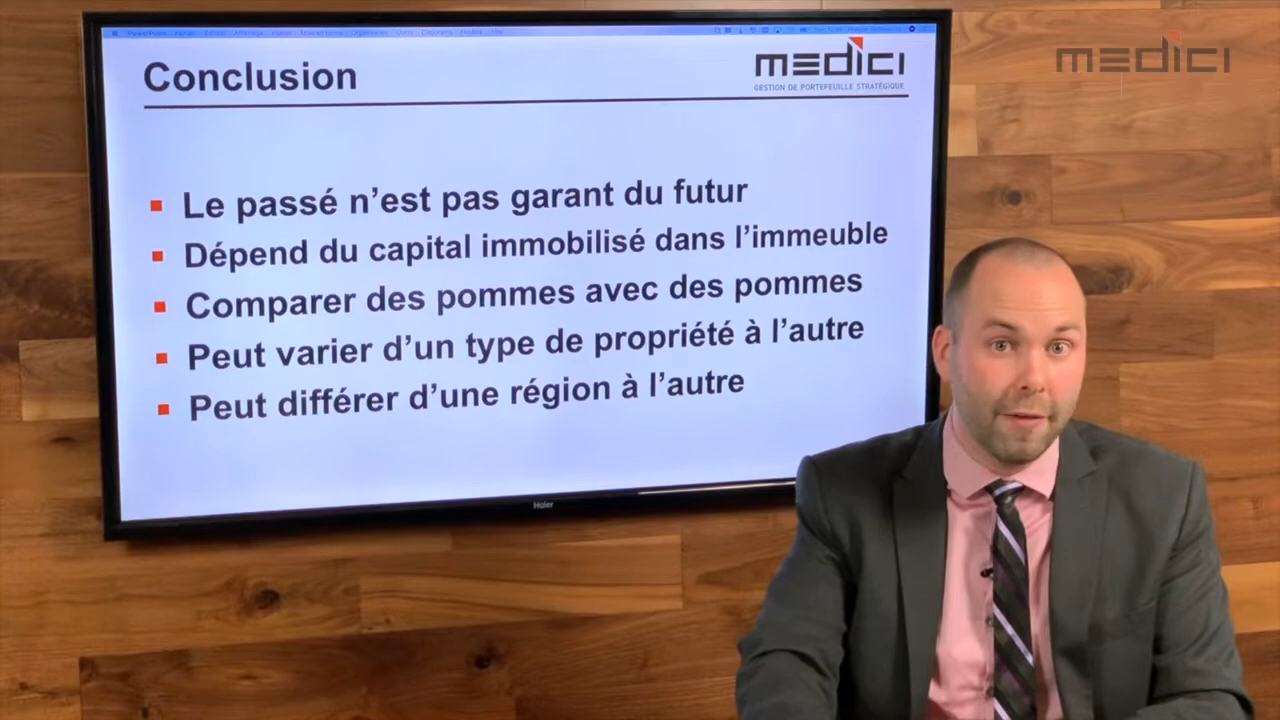 Conclusion
MEDICI
GESTION DE PORTEFEUILLE STRATÉGIQUE
MEDICI
Le passé n’est pas garant du futur
Dépend du capital immobilisé dans l’immeuble
Comparer des pommes avec des pommes
Peut varier d’un type de propriété à l’autre
Peut différer d’une région à l’autre
Haier